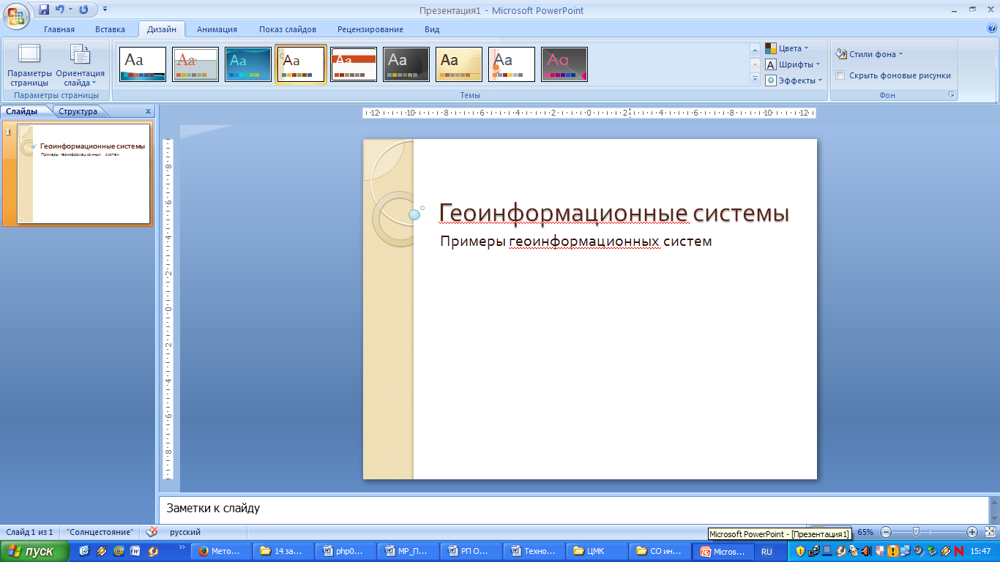 Презентация1 - Microsoft PowerPoint
Главная Вставка Дизайн Анимация Показ слайдов Рецензирование Вид
Параметры страницы
Ориентация слайда
Параметры страницы
Aa Aa Aa Aa Aa Aa Aa Aa Aa
Темы
Цвета
Шрифты
Эффекты
Стили фона
Скрыть фоновые рисунки
Фон
Слайды Структура x
12 10 8 6 4 2 0 2 4 6 8 10 12
8 6 4 2 0 2 4 6 8
1
Геоинформационные системы
Примеры геоинформационных систем
Геоинформационные системы
Примеры геоинформационных систем
Заметки к слайду
Слайд 1 из 1 "Солнцестояние" русский 65%
Microsoft PowerPoint - [Презентация1]
пуск » Мето... 14 за... php0... МР_П... РП О... Техно... ЦМК СО ин... Micros... RU 15:47